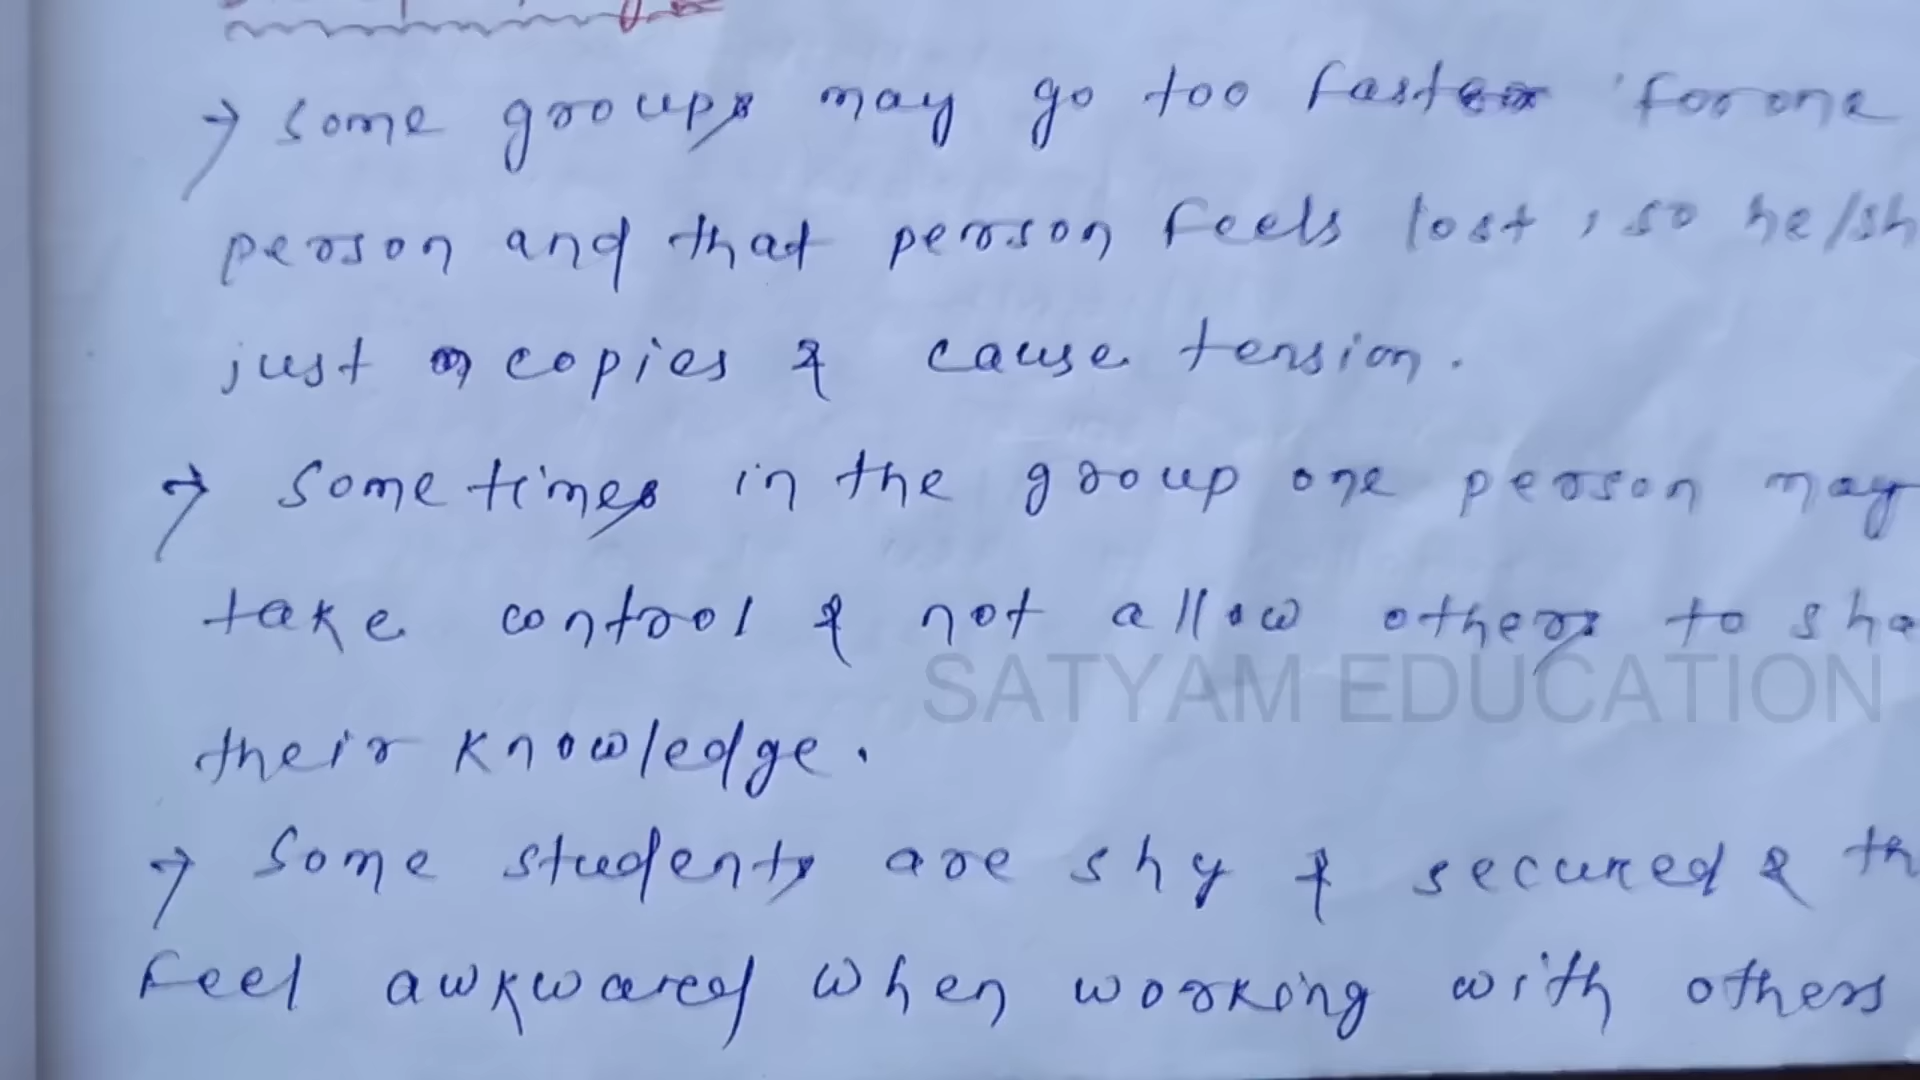 → some groups may go too fast for one
person and that person feels lost, so he/sh
just copies & cause tension.
→ Sometimes in the group one person may
take control & not allow others to sha
their knowledge.
SATYAM EDUCATION
→ Some students are shy & secured & th
feel awkwared when working with others